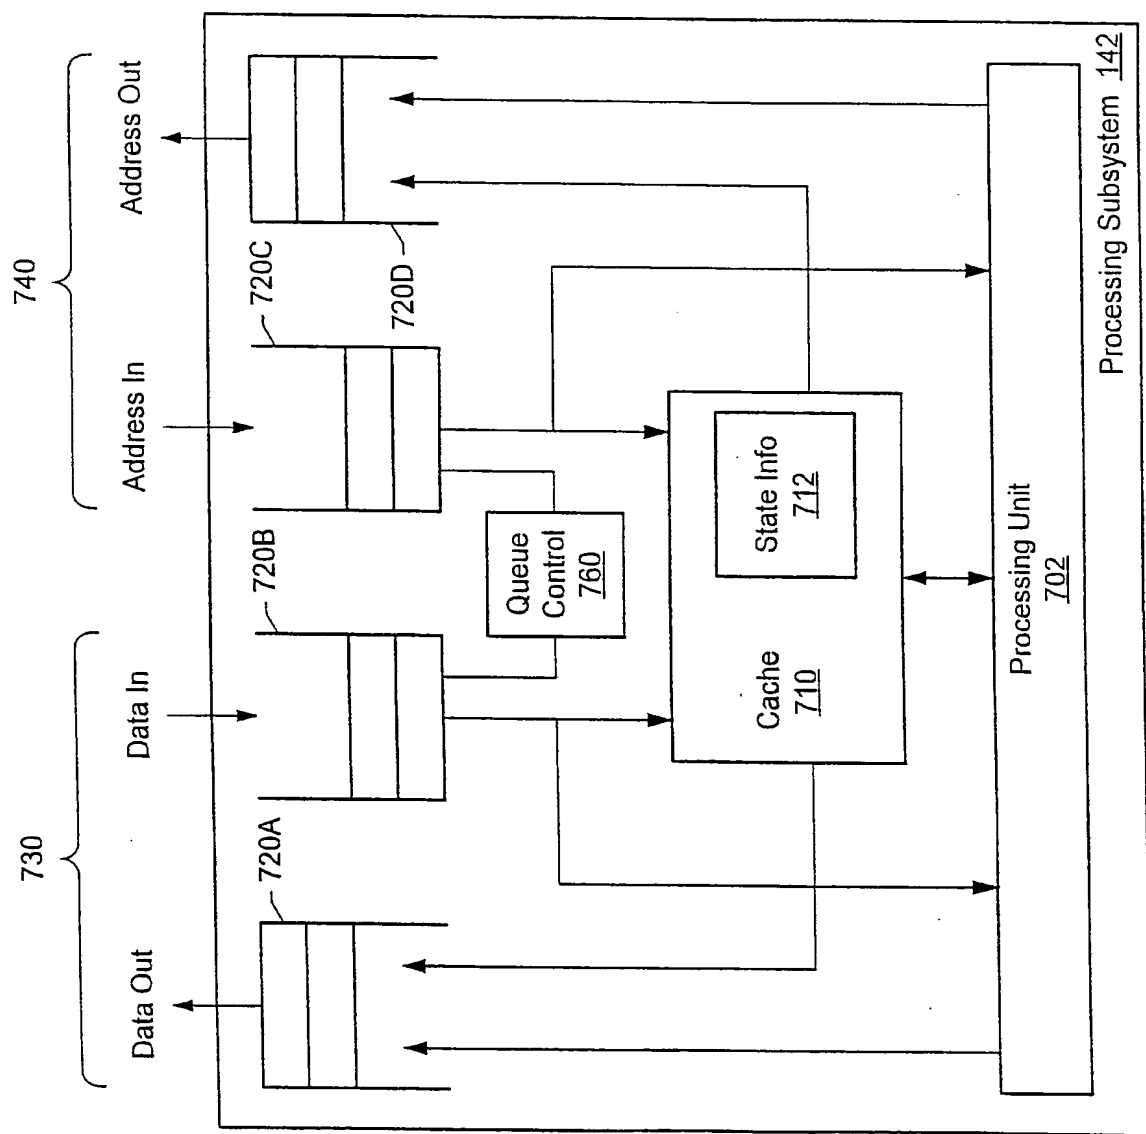 730
740
Data Out
Data In
Address In
Address Out
720A
720B
720C
720D
Queue
Control
760
Cache
710
State Info
712
Processing Unit
702
Processing Subsystem 142